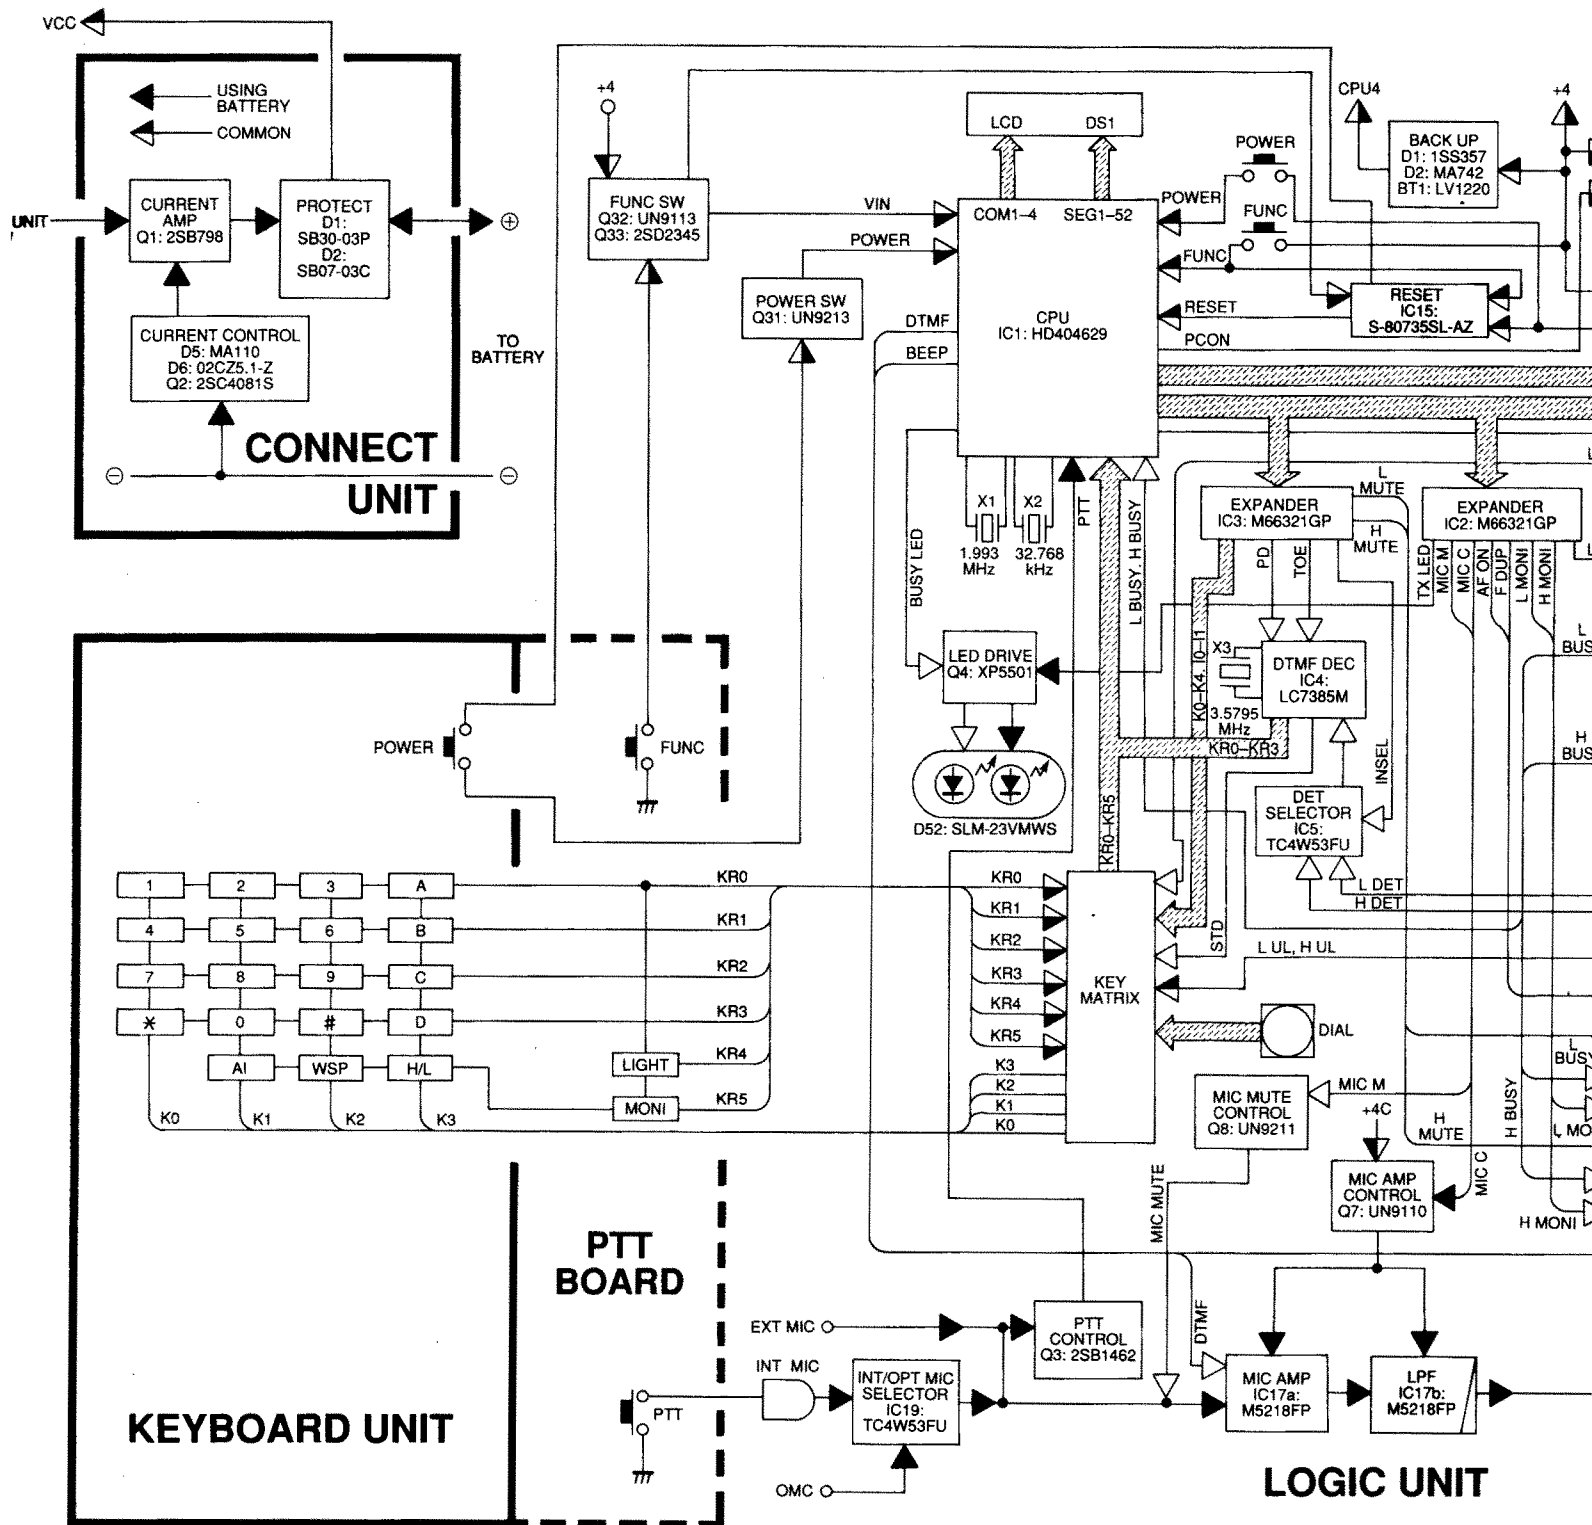 VCC
USING
BATTERY
COMMON
UNIT
CURRENT
AMP
Q1: 2SB798
PROTECT
D1:
SB30-03P
D2:
SB07-03C
CURRENT CONTROL
D5: MA110
D6: 02CZ5.1-Z
Q2: 2SC4081S
CONNECT
UNIT
TO
BATTERY
+4
FUNC SW
Q32: UN9113
Q33: 2SD2345
POWER SW
Q31: UN9213
VIN
POWER
DTMF
BEEP
LCD
DS1
COM1-4
SEG1-52
CPU
IC1: HD404629
POWER
FUNC
POWER
FUNC
RESET
PCON
CPU4
+4
BACK UP
D1: 1SS357
D2: MA742
BT1: LV1220
RESET
IC15:
S-80735SL-AZ
X1
1.993
MHz
X2
32.768
kHz
PTT
L BUSY. H BUSY
BUSY LED
EXPANDER
IC3: M66321GP
L
MUTE
H
MUTE
EXPANDER
IC2: M66321GP
PD
TOE
TX LED
MIC M
MIC C
AF ON
F DUP
L MONI
H MONI
L
BUS
H
BUS
LED DRIVE
Q4: XP5501
D52: SLM-23VMWS
K0-K4. I0-I1
X3
3.5795
MHz
DTMF DEC
IC4:
LC7385M
KR0-KR3
INSEL
DET
SELECTOR
IC5:
TC4W53FU
L DET
H DET
KR0-KR5
STD
L UL, H UL
POWER
FUNC
1
2
3
A
4
5
6
B
7
8
9
C
*
0
#
D
AI
WSP
H/L
LIGHT
MONI
KR0
KR1
KR2
KR3
KR4
KR5
K0
K1
K2
K3
KR0
KR1
KR2
KR3
KR4
KR5
K3
K2
K1
K0
KEY
MATRIX
DIAL
MIC MUTE
CONTROL
Q8: UN9211
MIC M
+4C
H
MUTE
MIC C
H BUSY
L
BUSY
L MO
H MONI
MIC AMP
CONTROL
Q7: UN9110
MIC MUTE
DTMF
PTT
BOARD
EXT MIC
INT MIC
PTT
INT/OPT MIC
SELECTOR
IC19:
TC4W53FU
OMC
PTT
CONTROL
Q3: 2SB1462
MIC AMP
IC17a:
M5218FP
LPF
IC17b:
M5218FP
KEYBOARD UNIT
LOGIC UNIT